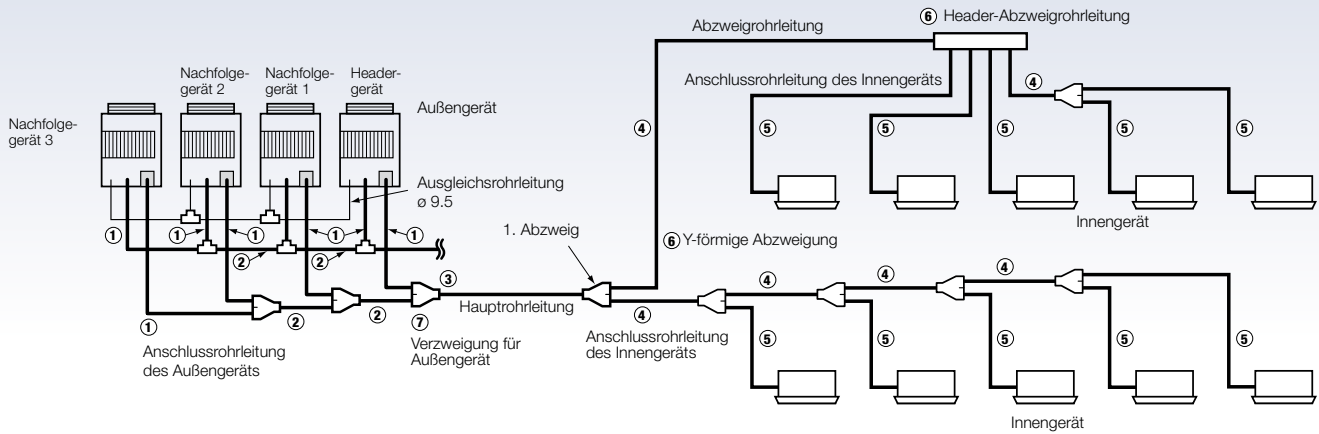 ⑥ Header-Abzweigrohrleitung
Abzweigrohrleitung
Nachfolge-
gerät 2
Nachfolge-
gerät 1
Header-
gerät
Außengerät
Nachfolge-
gerät 3
Anschlussrohrleitung des Innengeräts
④
④
⑤
⑤
⑤
⑤
⑤
Ausgleichsrohrleitung
ø 9.5
Innengerät
① ① ① ① ① ①
② ②
1. Abzweig
⑥ Y-förmige Abzweigung
③
Hauptrohrleitung
④ ④ ④
④
① ② ② ⑦
Anschlussrohrleitung
des Außengeräts
Verzweigung für
Außengerät
Anschlussrohrleitung
des Innengeräts
⑤ ⑤ ⑤ ⑤ ⑤
Innengerät